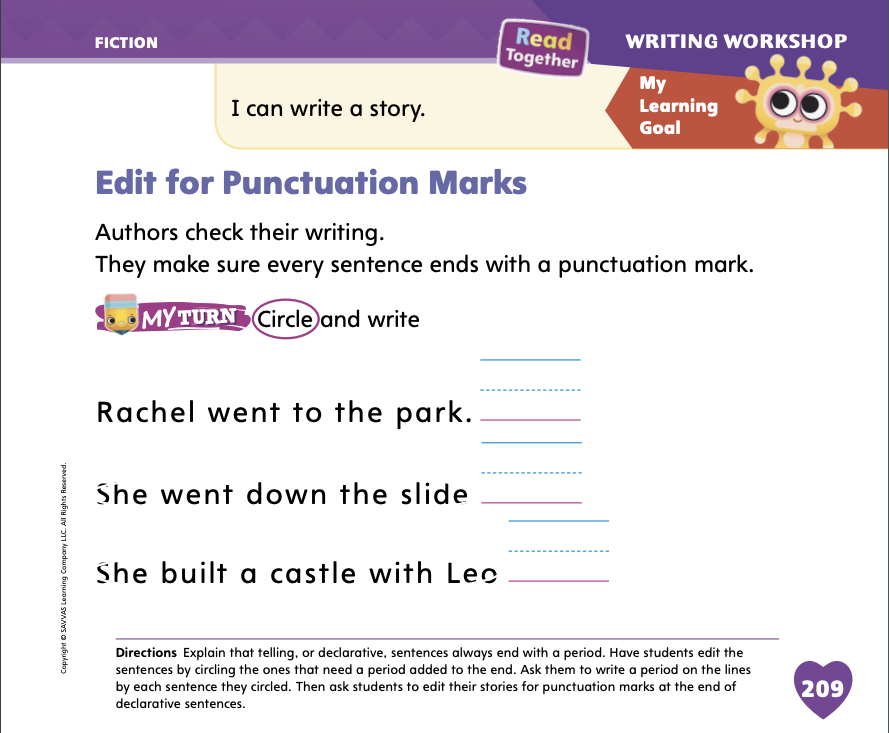 FICTION
Read
Together
WRITING WORKSHOP
I can write a story.
My
Learning
Goal
Edit for Punctuation Marks
Authors check their writing.
They make sure every sentence ends with a punctuation mark.
MY TURN Circle and write
Rachel went to the park.
She went down the slide
She built a castle with Leo
Copyright © SAVVAS Learning Company LLC. All Rights Reserved.
Directions Explain that telling, or declarative, sentences always end with a period. Have students edit the
sentences by circling the ones that need a period added to the end. Ask them to write a period on the lines
by each sentence they circled. Then ask students to edit their stories for punctuation marks at the end of
declarative sentences.
209